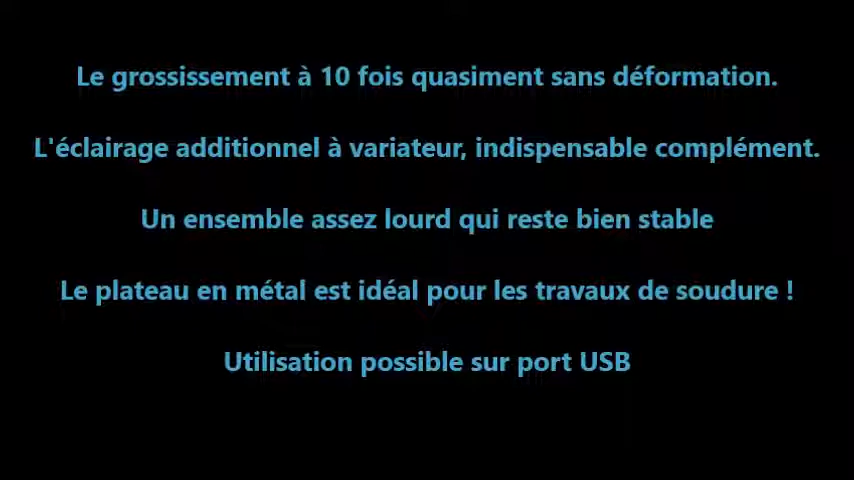 Le grossissement à 10 fois quasiment sans déformation.
L'éclairage additionnel à variateur, indispensable complément.
Un ensemble assez lourd qui reste bien stable
Le plateau en métal est idéal pour les travaux de soudure !
Utilisation possible sur port USB